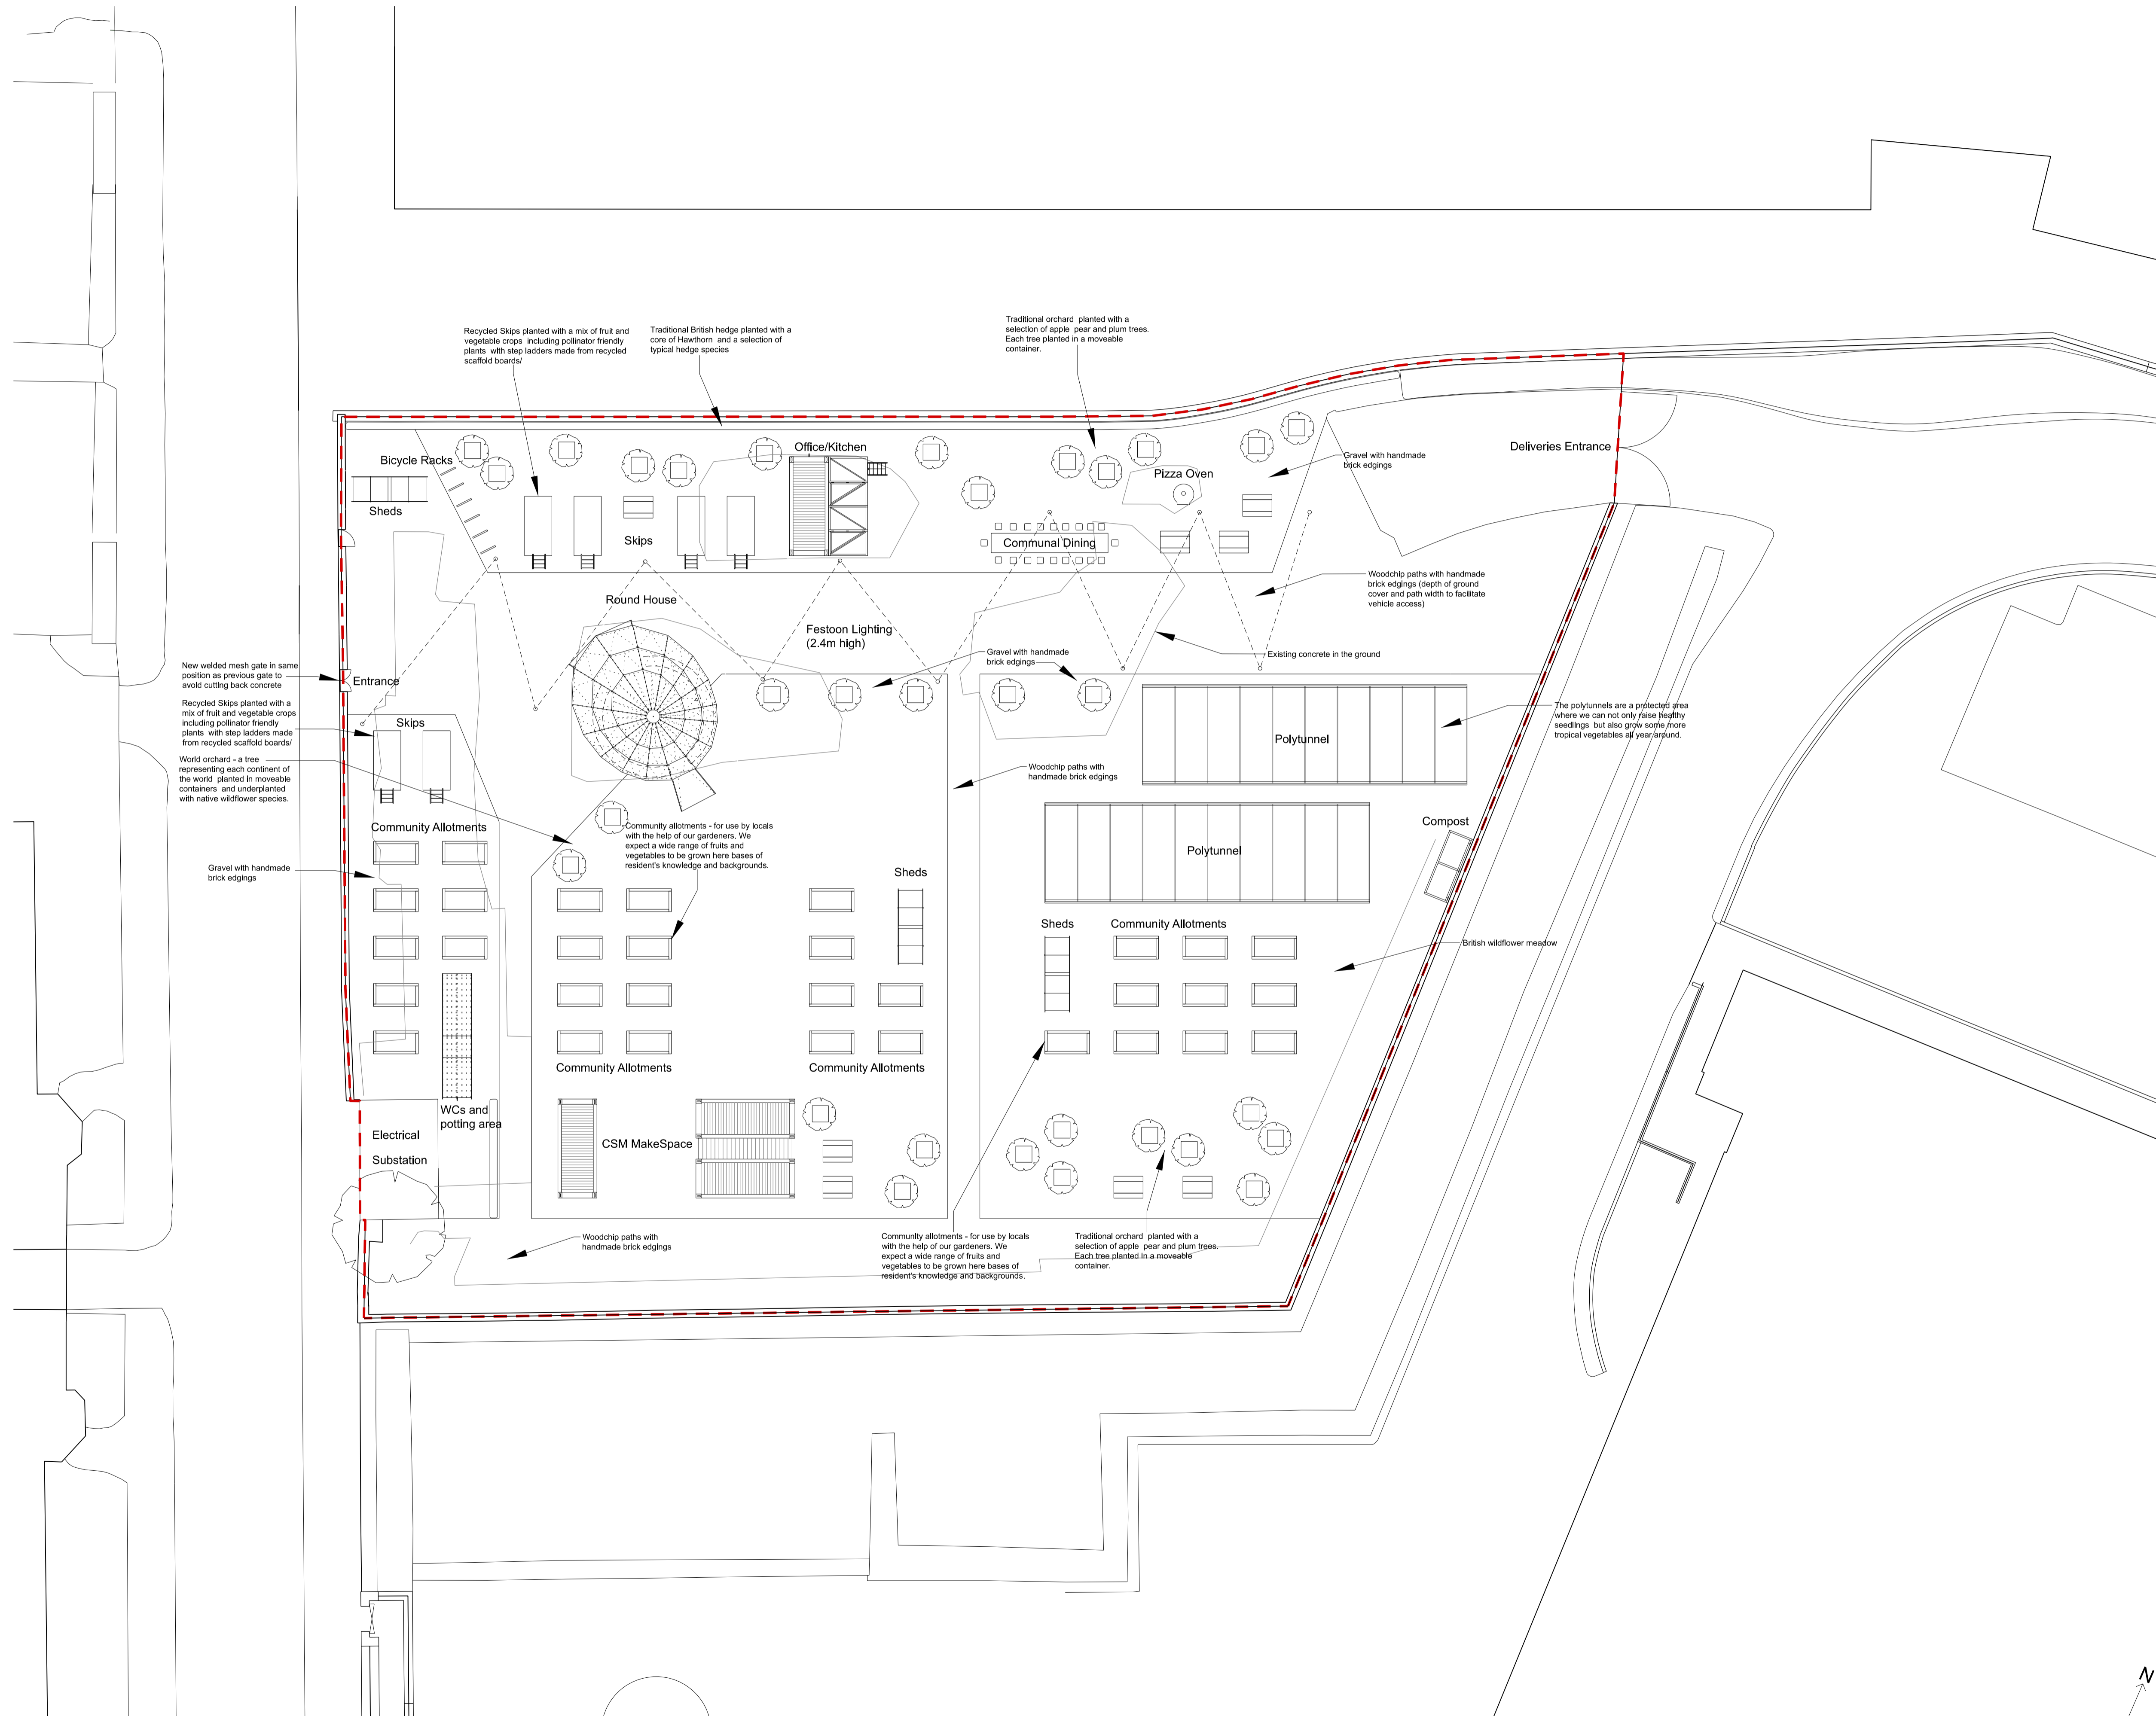 Recycled Skips planted with a mix of fruit and
vegetable crops including pollinator friendly
plants with step ladders made from recycled
scaffold boards/
Traditional British hedge planted with a
core of Hawthorn and a selection of
typical hedge species
Traditional orchard planted with a
selection of apple pear and plum trees.
Each tree planted in a moveable
container.
Bicycle Racks
Office/Kitchen
Deliveries Entrance
Gravel with handmade
brick edgings
Pizza Oven
Sheds
Skips
Communal Dining
Woodchip paths with handmade
brick edgings (depth of ground
cover and path width to facilitate
vehicle access)
Round House
Festoon Lighting
(2.4m high)
Gravel with handmade
brick edgings
Existing concrete in the ground
New welded mesh gate in same
position as previous gate to
avoid cutting back concrete
Entrance
Recycled Skips planted with a
mix of fruit and vegetable crops
including pollinator friendly
plants with step ladders made
from recycled scaffold boards/
Skips
The polytunnels are a protected area
where we can not only raise healthy
seedlings but also grow some more
tropical vegetables all year around.
Polytunnel
World orchard - a tree
representing each continent of
the world planted in moveable
containers and underplanted
with native wildflower species.
Woodchip paths with
handmade brick edgings
Community Allotments
Community allotments - for use by locals
with the help of our gardeners. We
expect a wide range of fruits and
vegetables to be grown here bases of
resident's knowledge and backgrounds.
Compost
Polytunnel
Gravel with handmade
brick edgings
Sheds
Sheds
Community Allotments
British wildflower meadow
Community Allotments
Community Allotments
WCs and
potting area
Electrical
Substation
CSM MakeSpace
Woodchip paths with
handmade brick edgings
Community allotments - for use by locals
with the help of our gardeners. We
expect a wide range of fruits and
vegetables to be grown here bases of
resident's knowledge and backgrounds.
Traditional orchard planted with a
selection of apple pear and plum trees.
Each tree planted in a moveable
container.
N